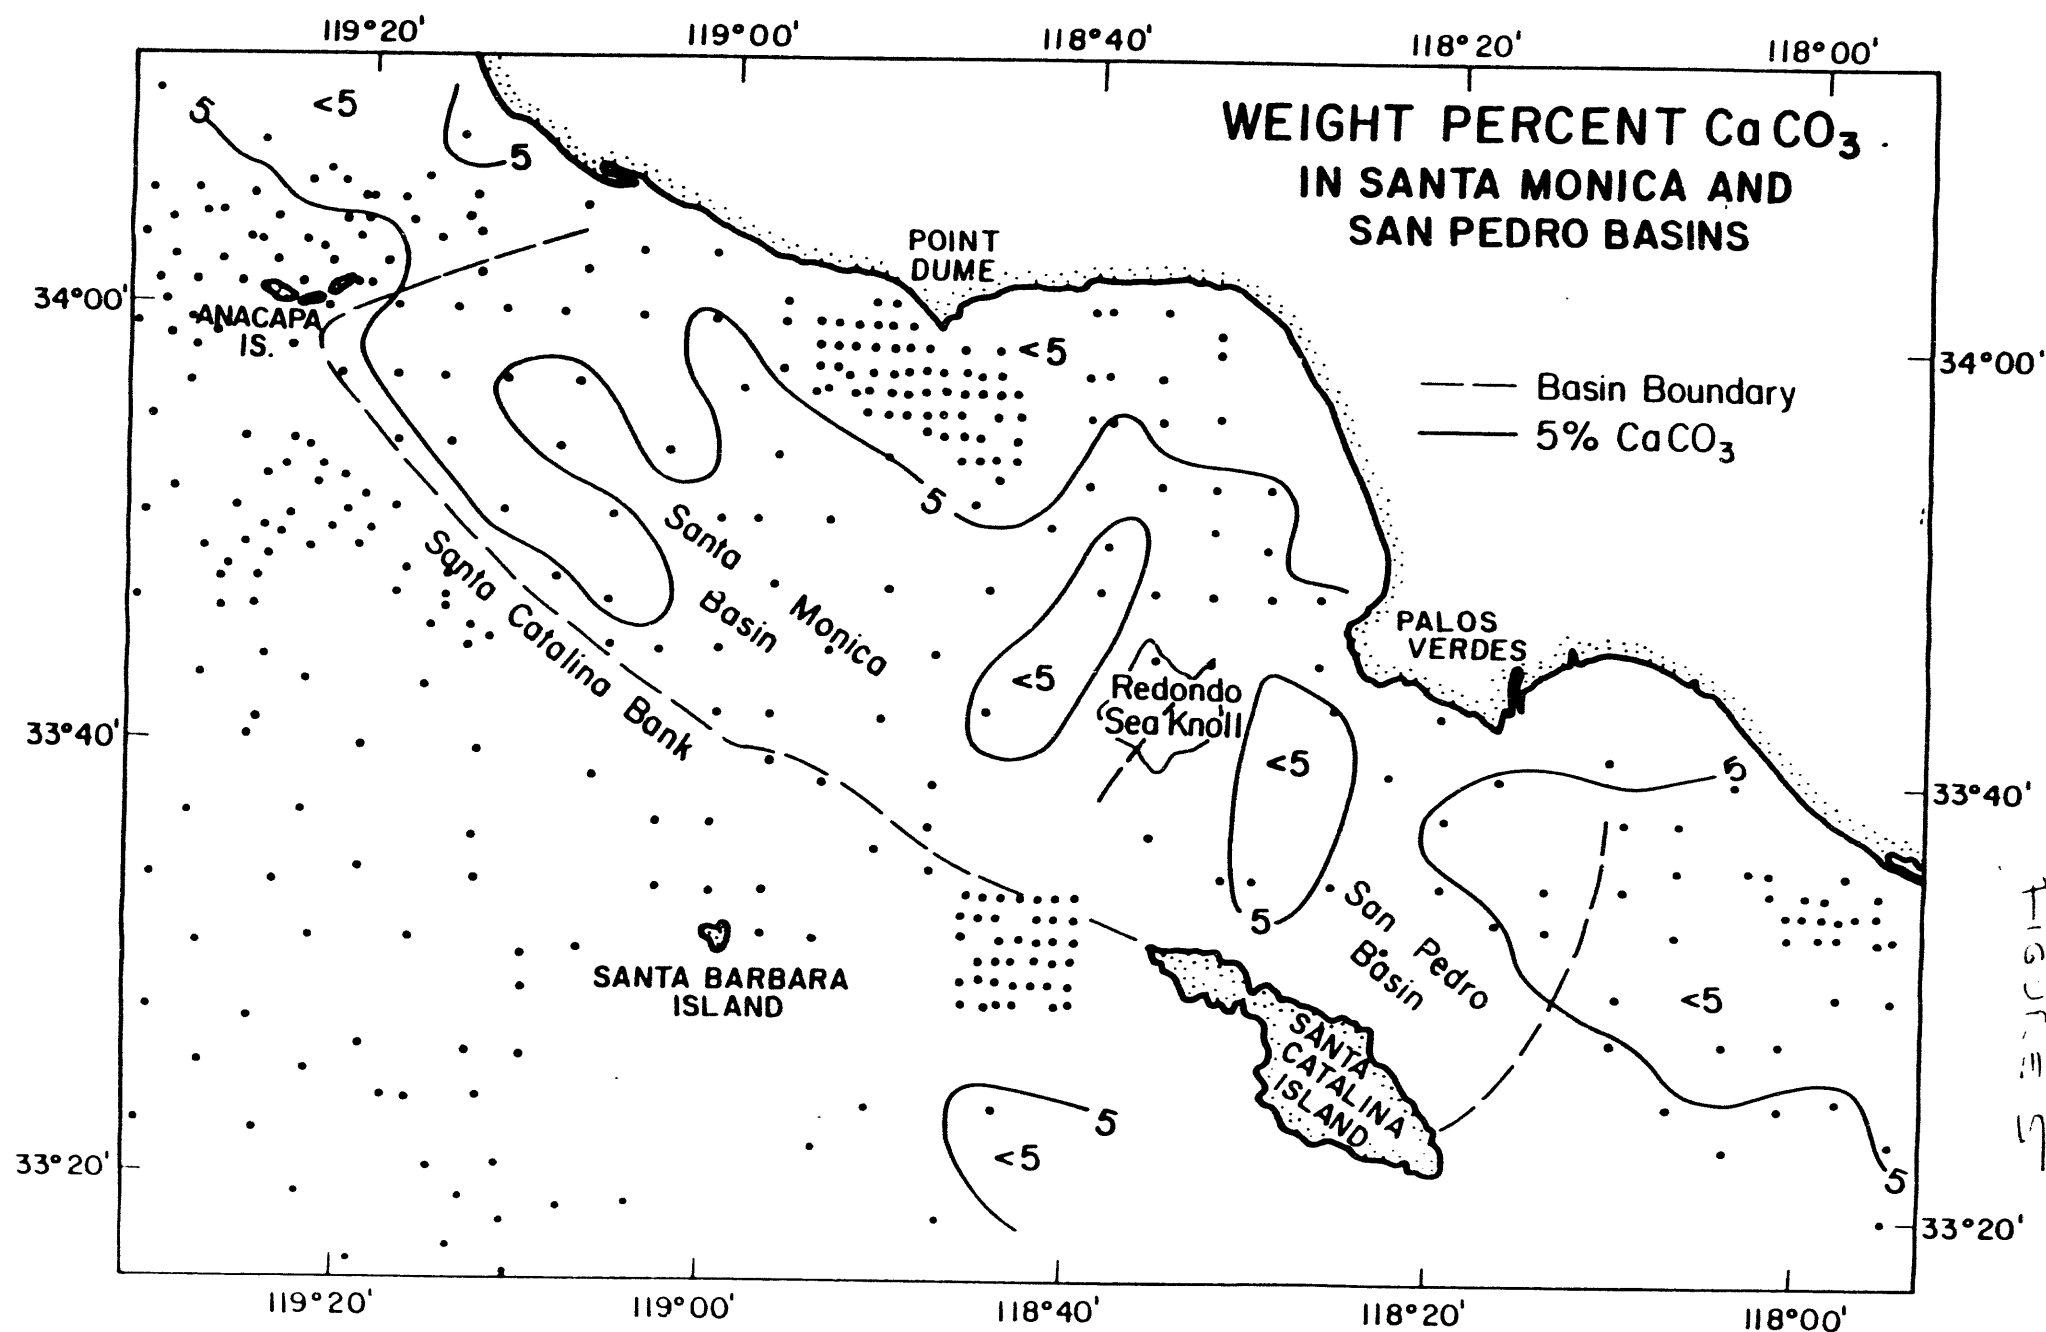 119°20'
119°00'
118°40'
118°20'
118°00'
WEIGHT PERCENT CaCO3
IN SANTA MONICA AND
SAN PEDRO BASINS
5
<5
5
POINT
DUME
34°00'
ANACAPA
IS.
<5
34°00'
Basin Boundary
5% CaCO3
5
Santa Monica
Basin
Santa Catalina Bank
PALOS
VERDES
<5
Redondo
Sea Knoll
<5
33°40'
5
33°40'
5
San Pedro
Basin
SANTA BARBARA
ISLAND
<5
SANTA
CATALINA
ISLAND
5
<5
33°20'
5
33°20'
119°20'
119°00'
118°40'
118°20'
118°00'
FIGURE 5